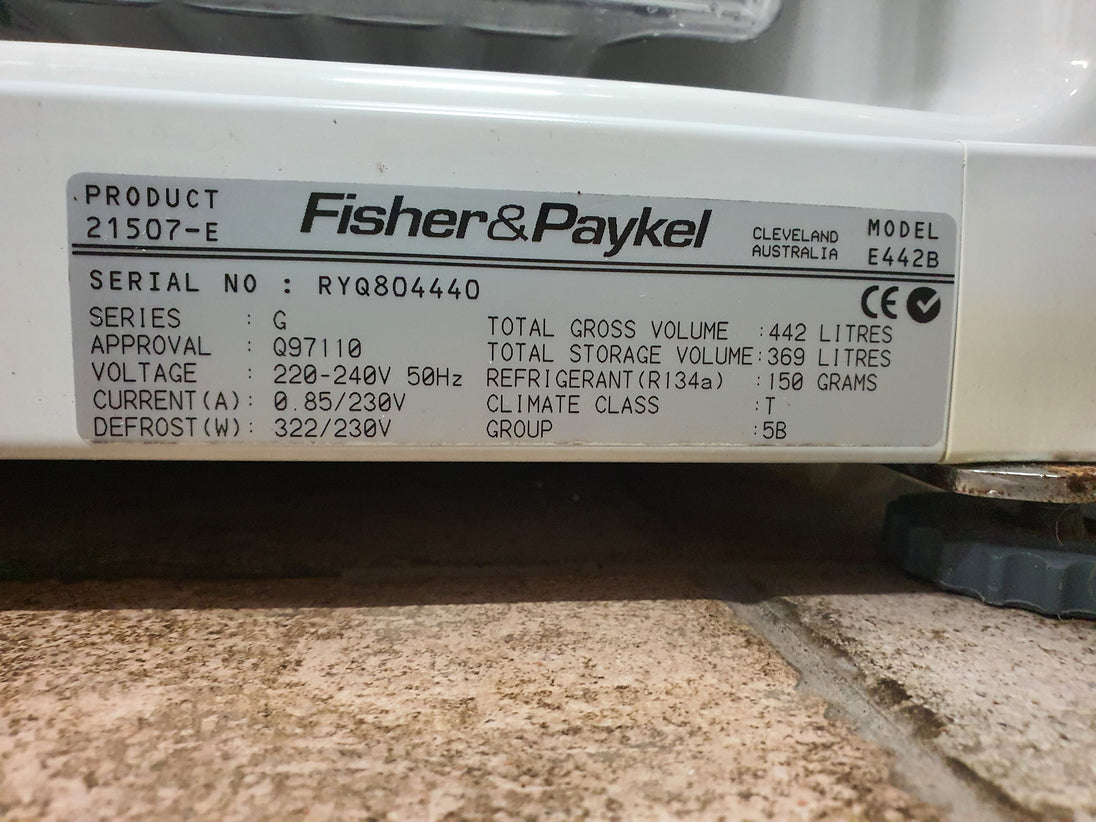 PRODUCT
21507-E
Fisher&Paykel
CLEVELAND
AUSTRALIA
MODEL
E442B
SERIAL NO : RYQ804440
CE
SERIES : G
APPROVAL : Q97110
VOLTAGE : 220-240V 50Hz
CURRENT(A): 0.85/230V
DEFROST(W): 322/230V
TOTAL GROSS VOLUME :442 LITRES
TOTAL STORAGE VOLUME:369 LITRES
REFRIGERANT(R134a) :150 GRAMS
CLIMATE CLASS :T
GROUP :5B